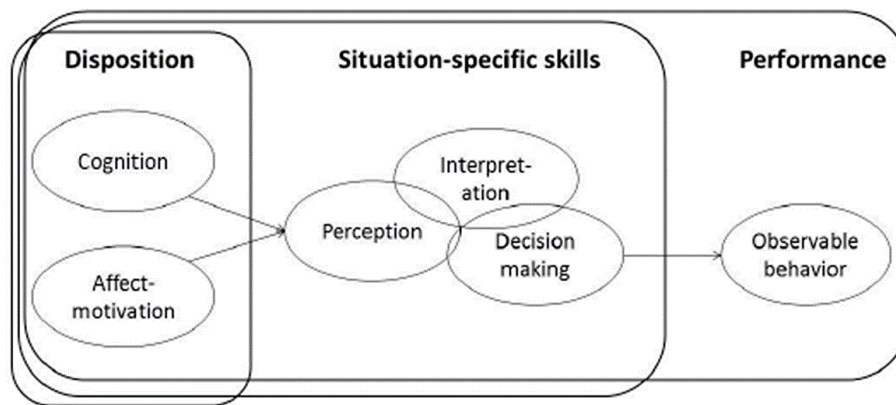 Disposition
Situation-specific skills
Performance
Cognition
Affect-
motivation
Perception
Interpret-
ation
Decision
making
Observable
behavior